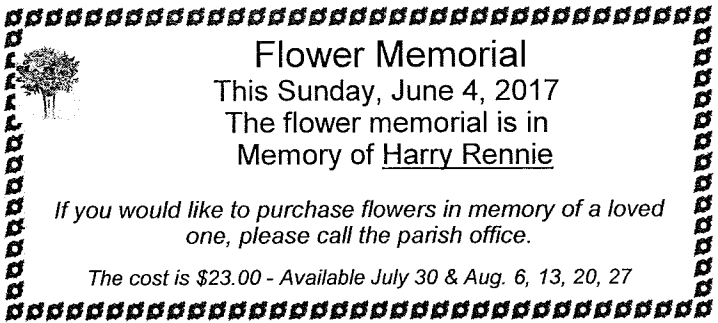 Flower Memorial
This Sunday, June 4, 2017
The flower memorial is in
Memory of Harry Rennie
If you would like to purchase flowers in memory of a loved
one, please call the parish office.
The cost is $23.00 - Available July 30 & Aug. 6, 13, 20, 27